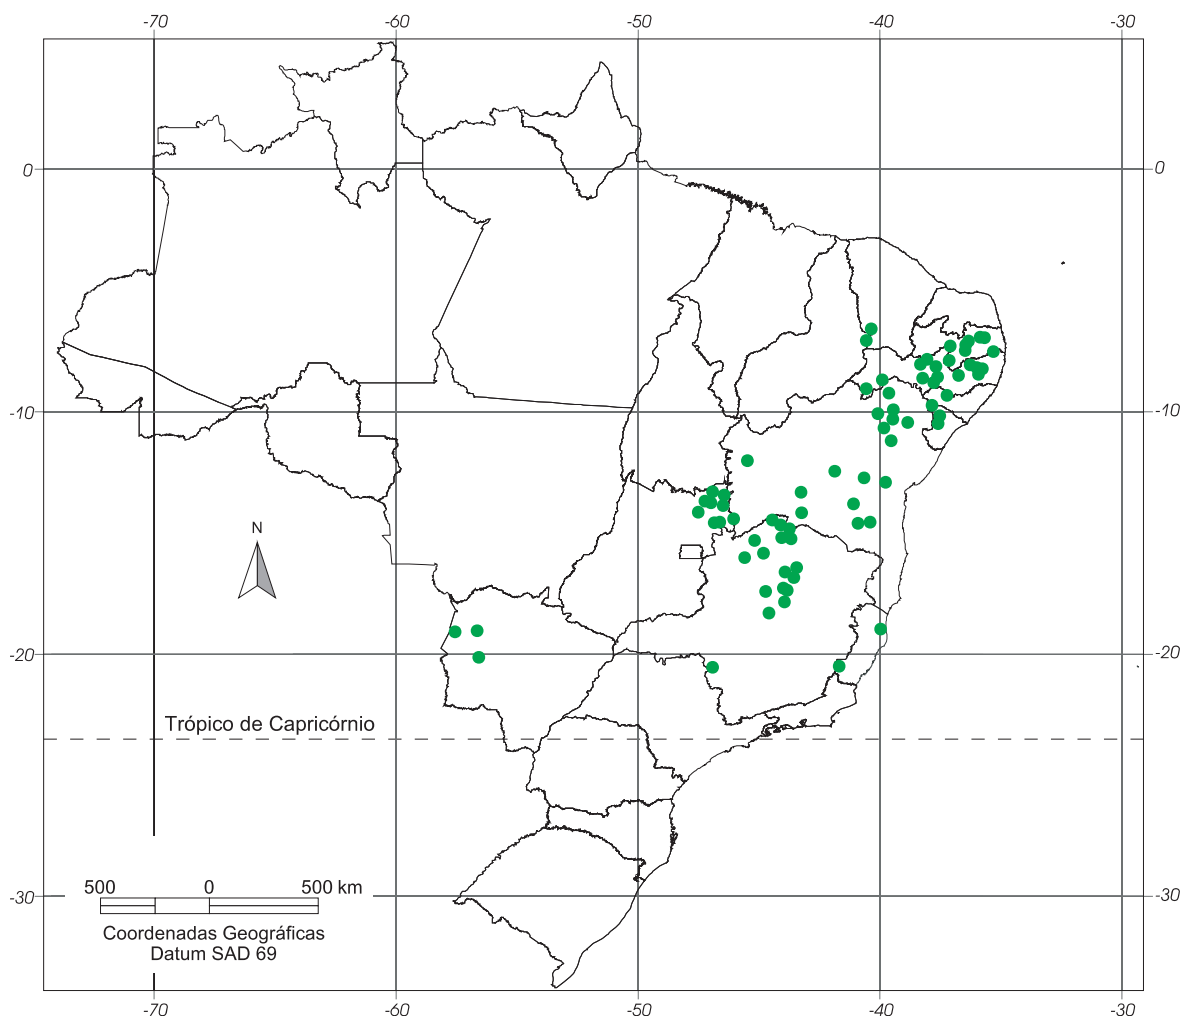 -70 -60 -50 -40 -30
0 0
-10 -10
N
-20 -20
Trópico de Capricórnio
500 0 500 km
-30 -30
Coordenadas Geográficas
Datum SAD 69
-70 -60 -50 -40 -30